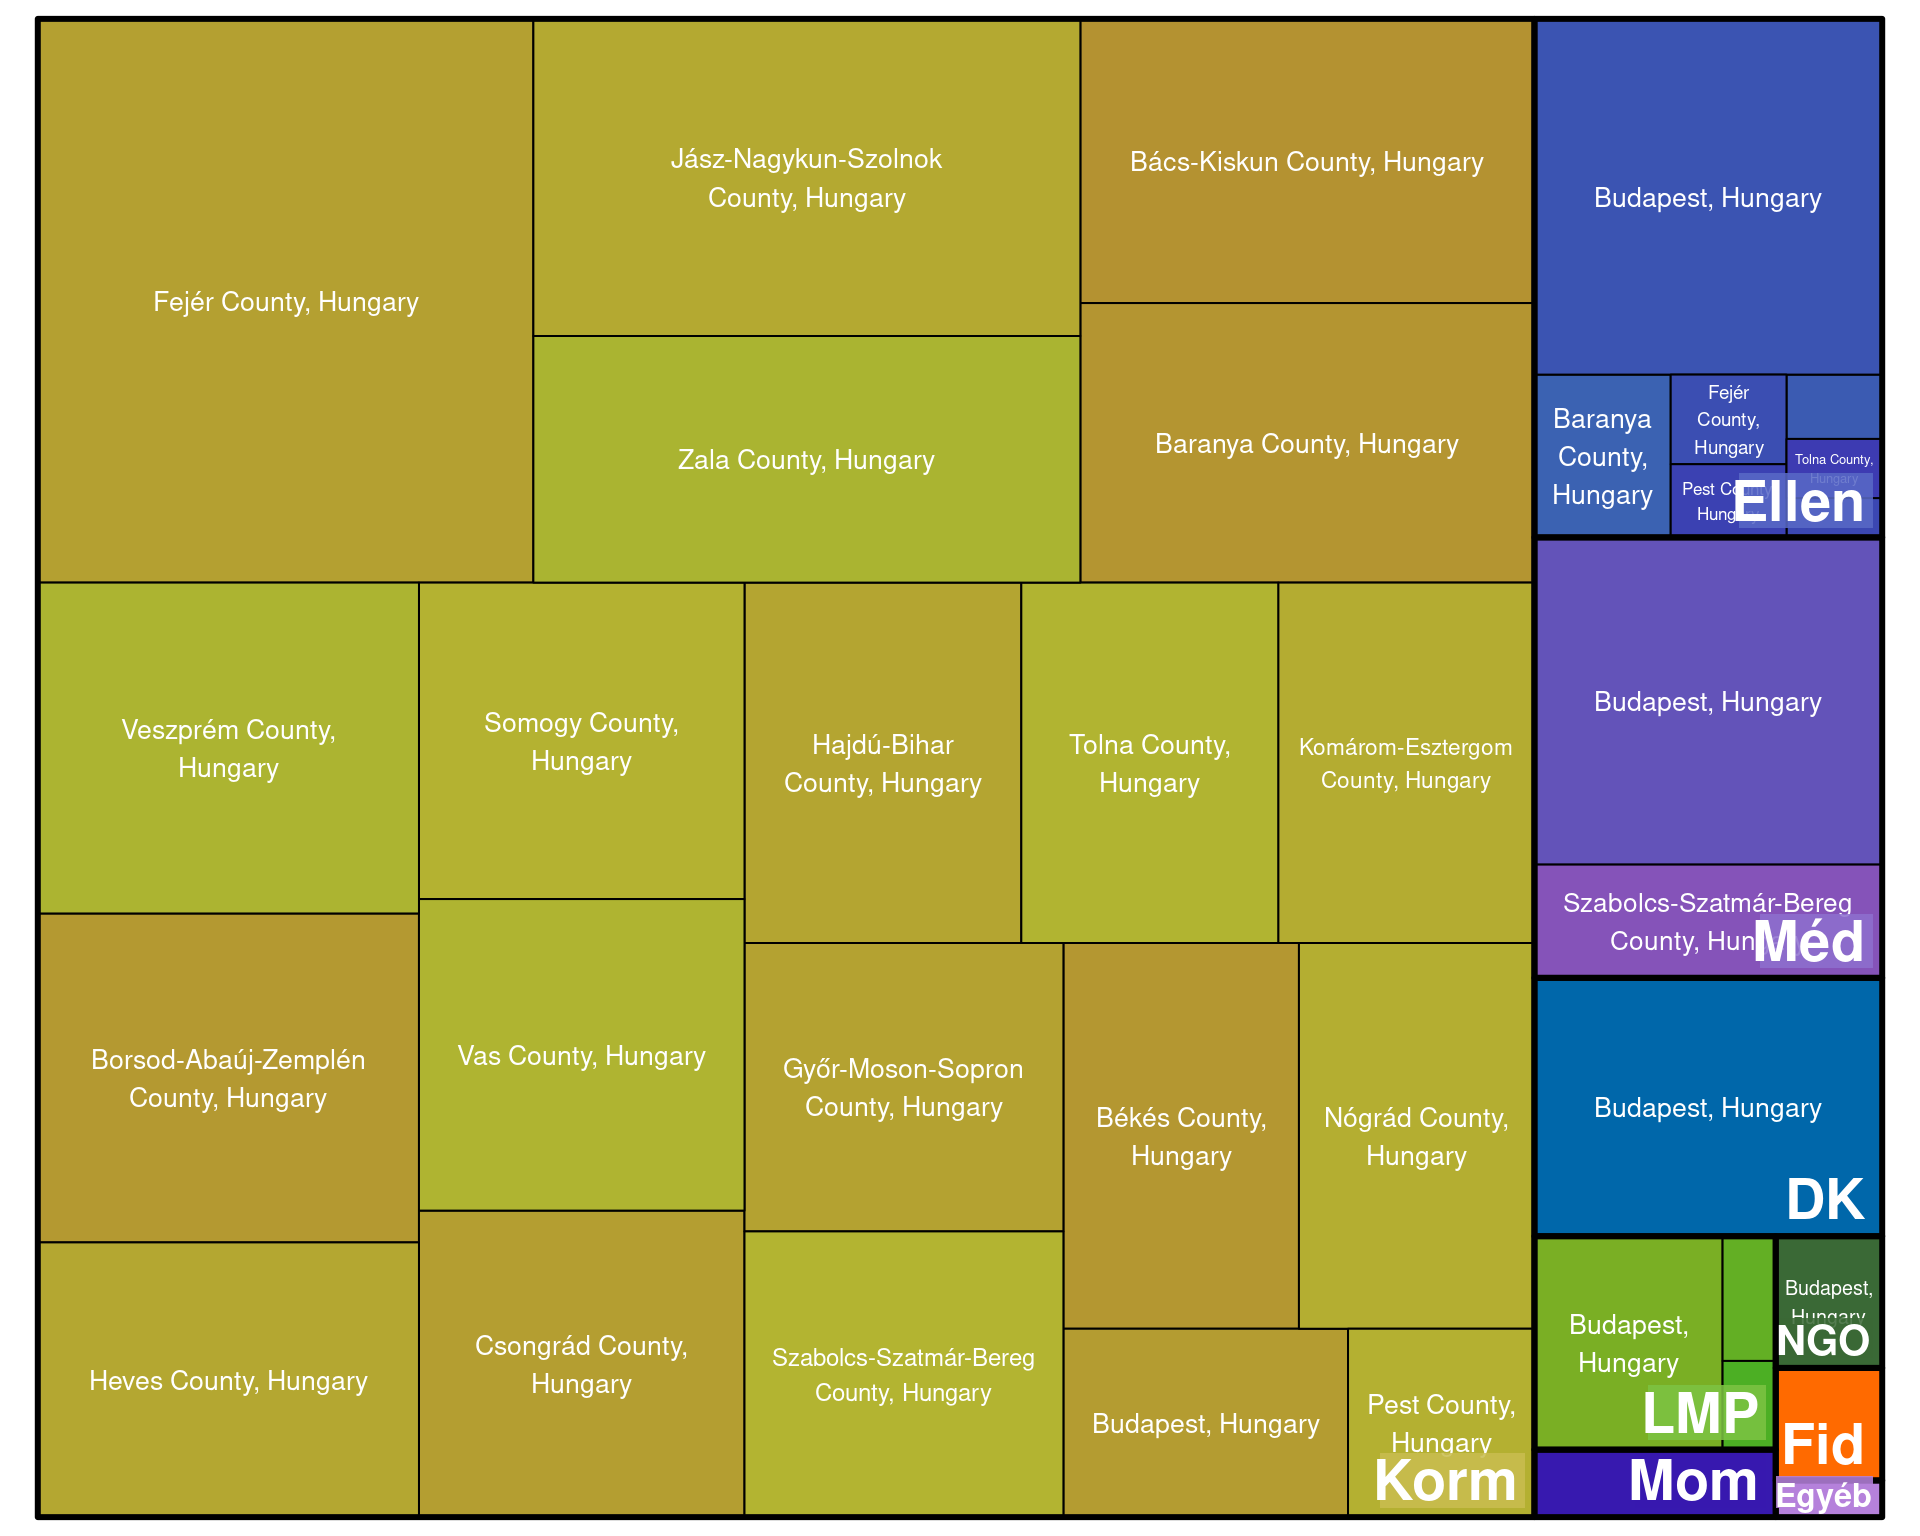 Fejér County, Hungary
Jász-Nagykun-Szolnok
County, Hungary
Zala County, Hungary
Bács-Kiskun County, Hungary
Baranya County, Hungary
Veszprém County,
Hungary
Somogy County,
Hungary
Hajdú-Bihar
County, Hungary
Tolna County,
Hungary
Komárom-Esztergom
County, Hungary
Borsod-Abaúj-Zemplén
County, Hungary
Vas County, Hungary
Győr-Moson-Sopron
County, Hungary
Békés County,
Hungary
Nógrád County,
Hungary
Heves County, Hungary
Csongrád County,
Hungary
Szabolcs-Szatmár-Bereg
County, Hungary
Budapest, Hungary
Pest County,
Hungary
Korm
Budapest, Hungary
Baranya
County,
Hungary
Fejér
County,
Hungary
Pest County,
Hungary
Tolna County,
Hungary
Ellen
Budapest, Hungary
Szabolcs-Szatmár-Bereg
County, Hungary
Méd
Budapest, Hungary
DK
Budapest,
Hungary
LMP
Budapest,
Hungary
NGO
Fid
Mom
Egyéb